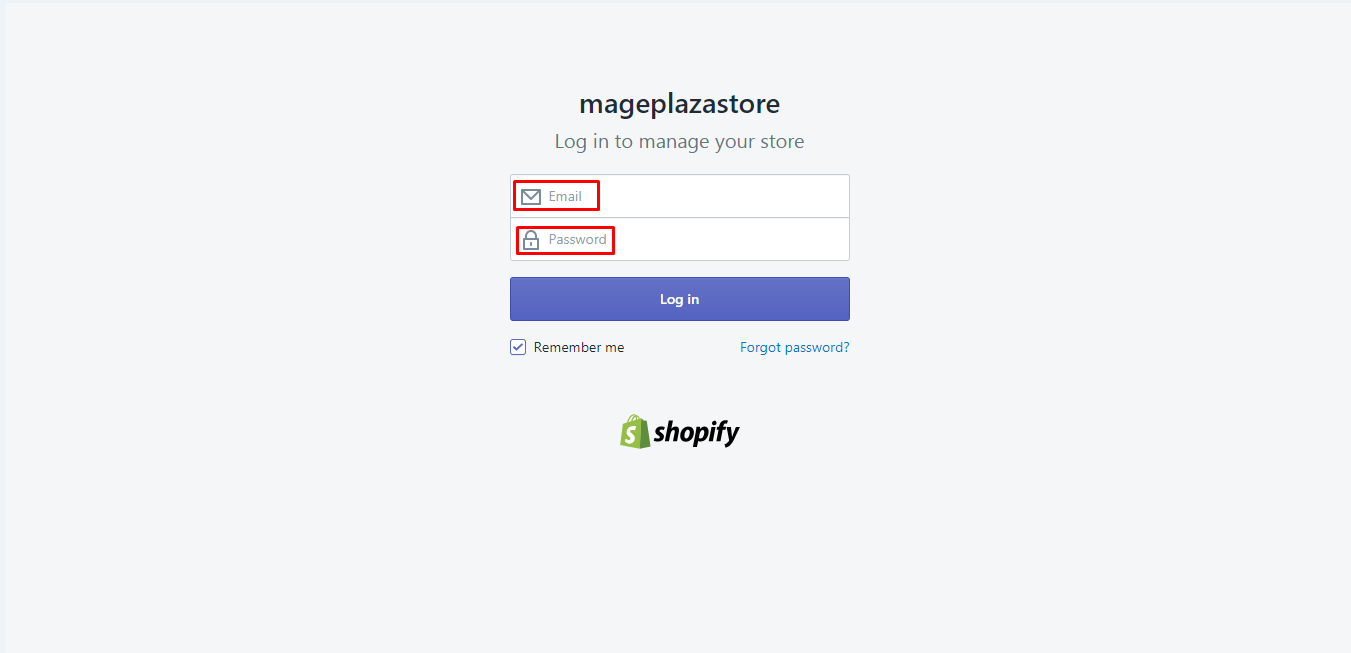 mageplazastore
Log in to manage your store
Email
Password
Log in
Remember me Forgot password?
shopify